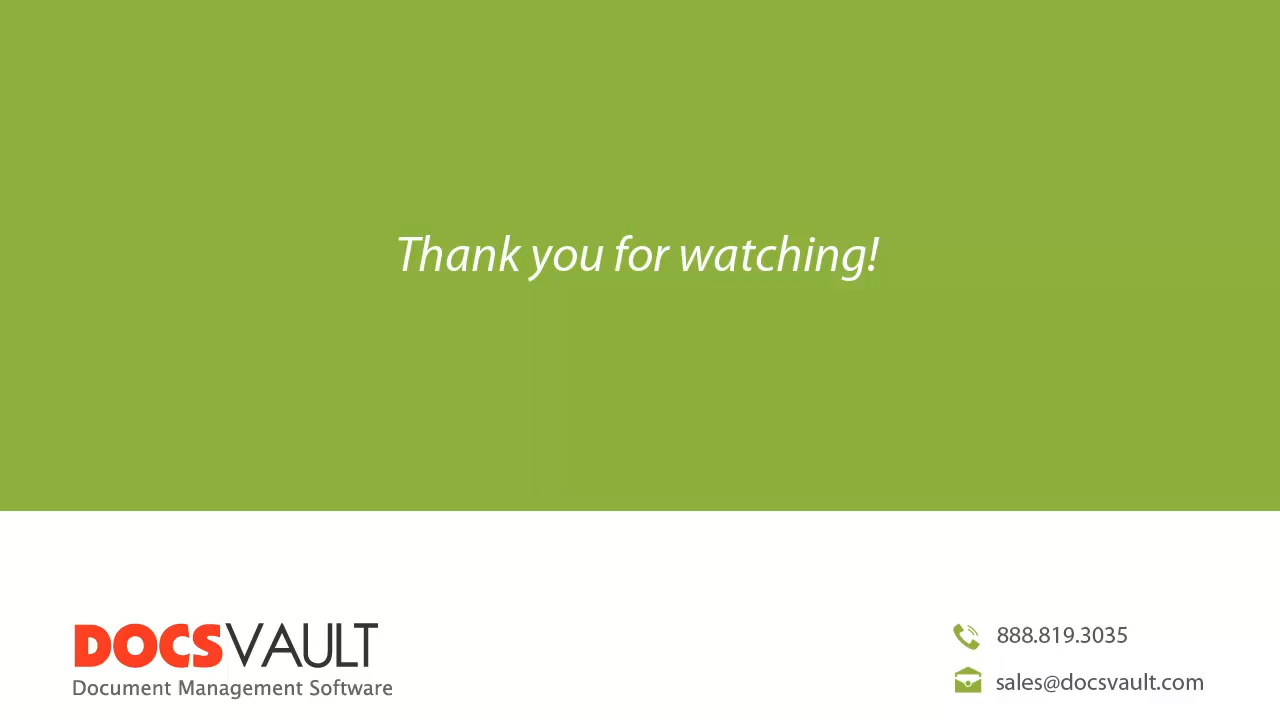 Thank you for watching!
DOCSVAULT
Document Management Software
888.819.3035
sales@docsvault.com